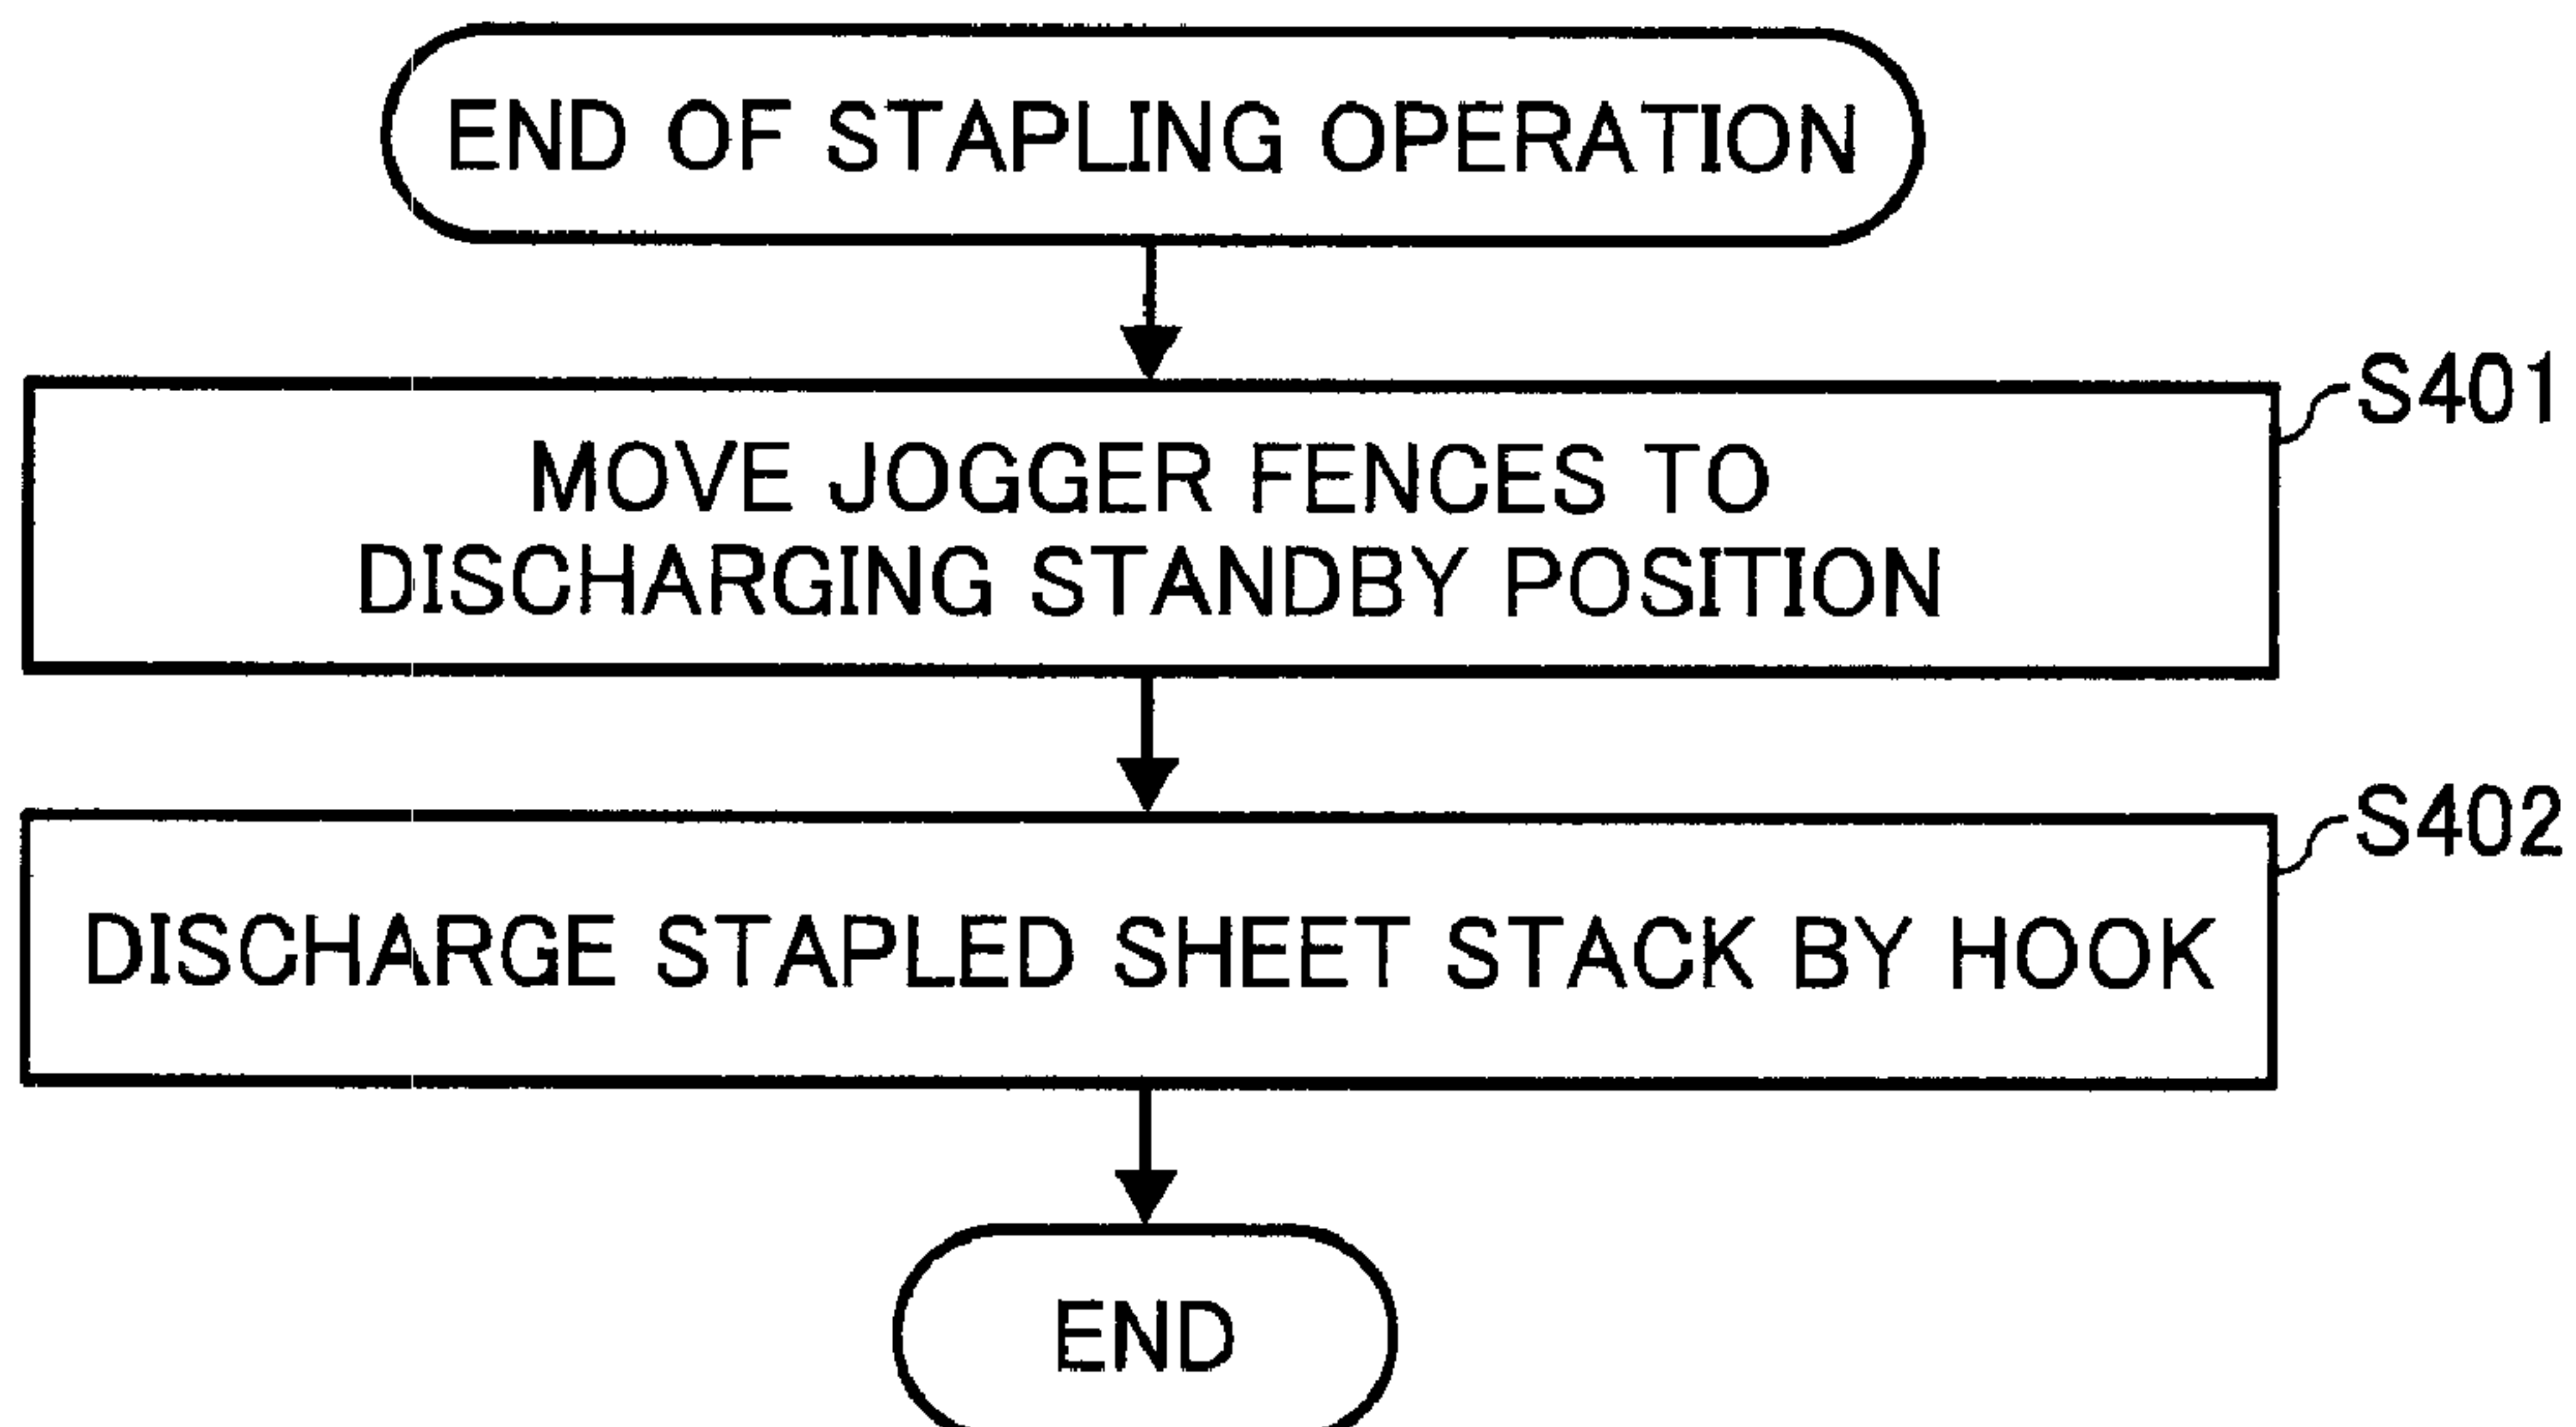 END OF STAPLING OPERATION
S401
MOVE JOGGER FENCES TO
DISCHARGING STANDBY POSITION
S402
DISCHARGE STAPLED SHEET STACK BY HOOK
END